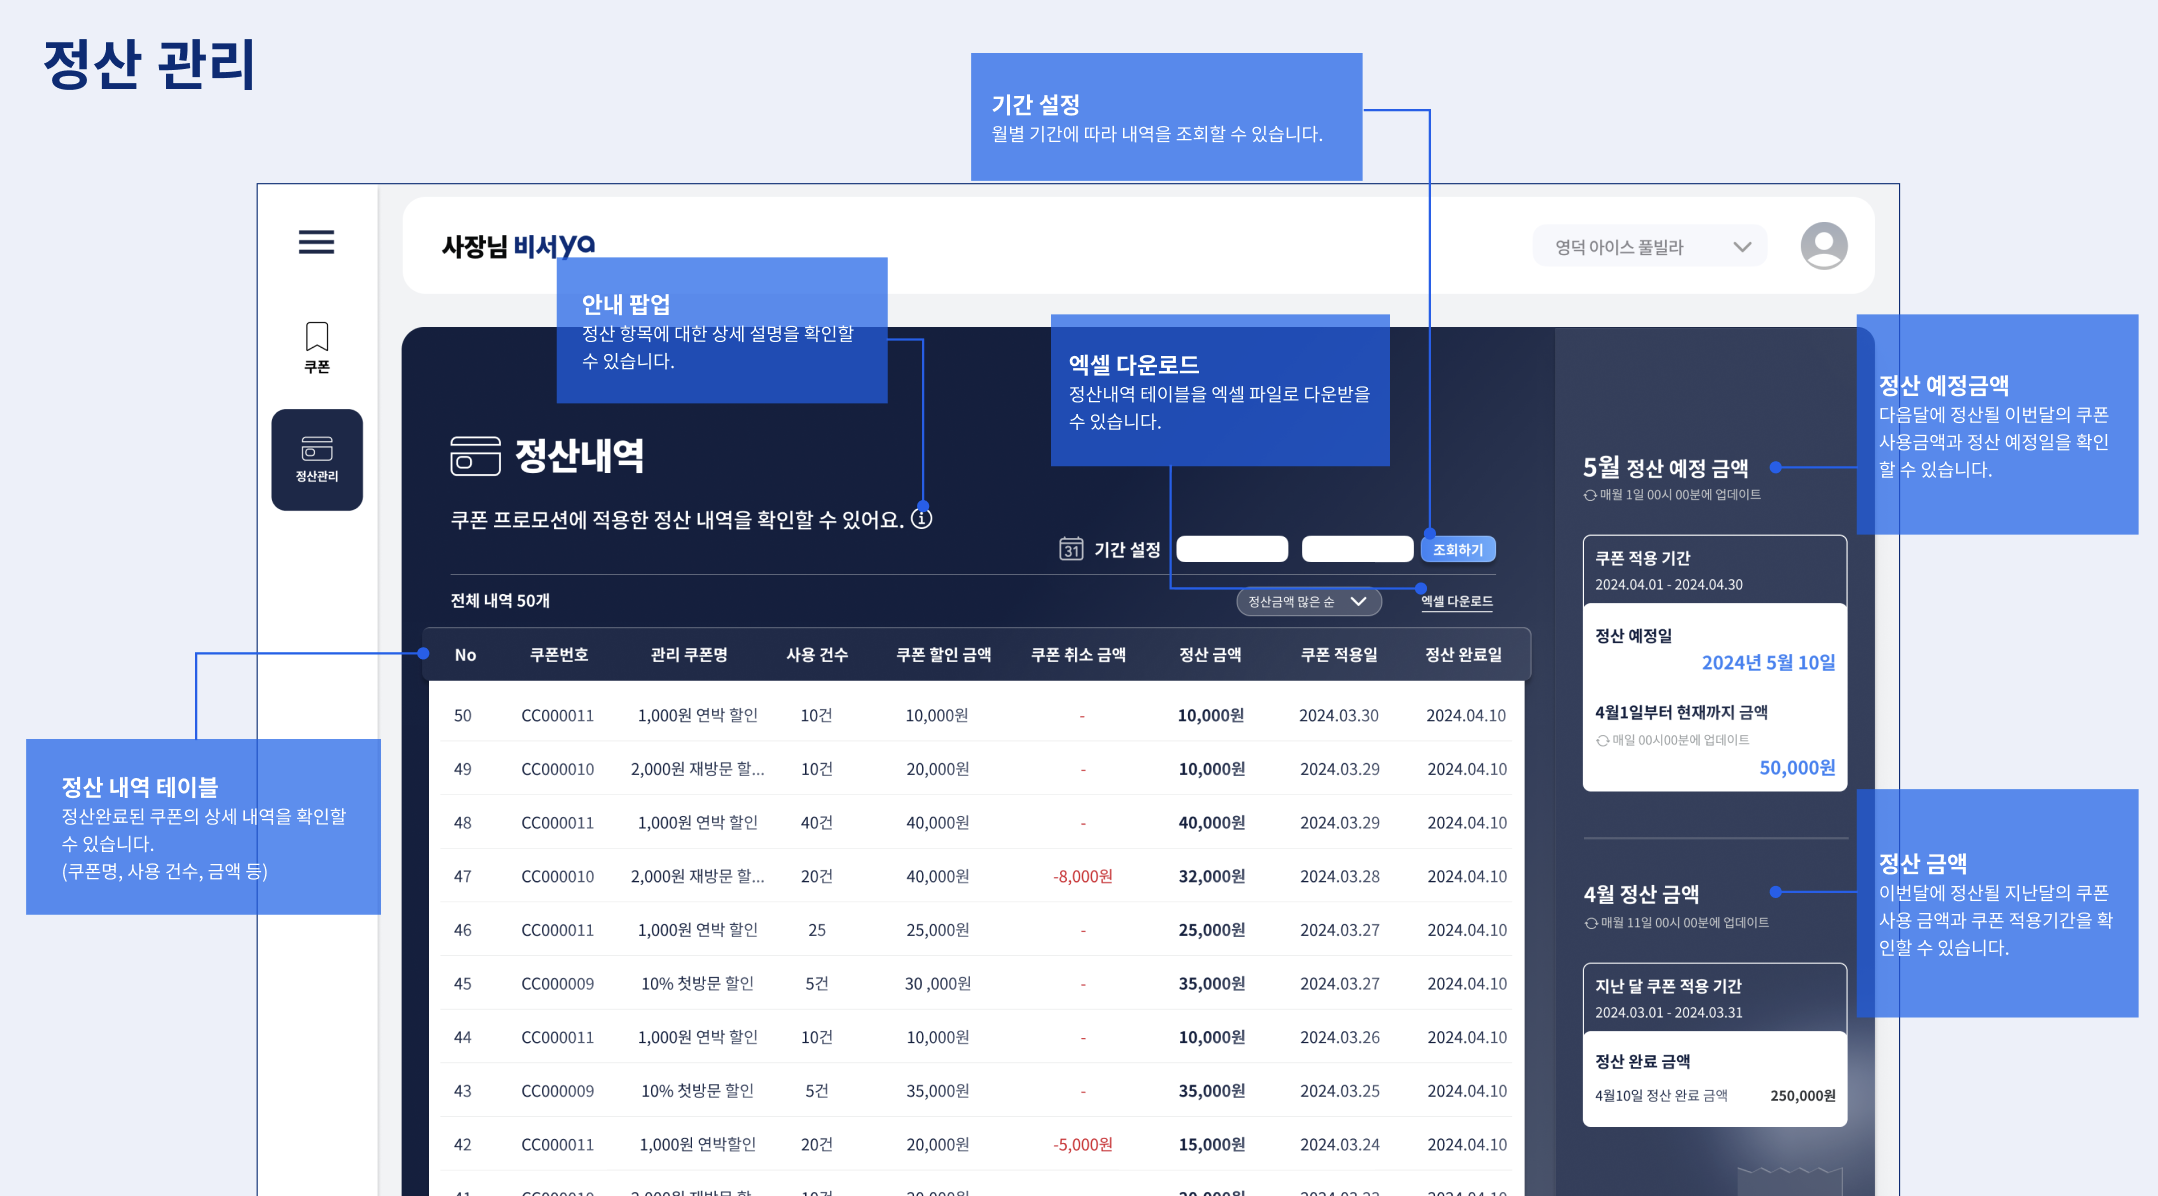 정산 관리
기간 설정
월별 기간에 따라 내역을 조회할 수 있습니다.
사장님 비서ya
영덕 아이스 풀빌라
쿠폰
정산관리
안내 팝업
정산 항목에 대한 상세 설명을 확인할
수 있습니다.
엑셀 다운로드
정산내역 테이블을 엑셀 파일로 다운받을
수 있습니다.
정산 예정금액
다음달에 정산될 이번달의 쿠폰
사용금액과 정산 예정일을 확인
할 수 있습니다.
정산내역
쿠폰 프로모션에 적용한 정산 내역을 확인할 수 있어요.
31 기간 설정 조회하기
전체 내역 50개 정산금액 많은 순 엑셀 다운로드
No 쿠폰번호 관리 쿠폰명 사용 건수 쿠폰 할인 금액 쿠폰 취소 금액 정산 금액 쿠폰 적용일 정산 완료일
50 CC000011 1,000원 연박 할인 10건 10,000원 - 10,000원 2024.03.30 2024.04.10
49 CC000010 2,000원 재방문 할... 10건 20,000원 - 10,000원 2024.03.29 2024.04.10
48 CC000011 1,000원 연박 할인 40건 40,000원 - 40,000원 2024.03.29 2024.04.10
47 CC000010 2,000원 재방문 할... 20건 40,000원 -8,000원 32,000원 2024.03.28 2024.04.10
46 CC000011 1,000원 연박 할인 25 25,000원 - 25,000원 2024.03.27 2024.04.10
45 CC000009 10% 첫방문 할인 5건 30 ,000원 - 35,000원 2024.03.27 2024.04.10
44 CC000011 1,000원 연박 할인 10건 10,000원 - 10,000원 2024.03.26 2024.04.10
43 CC000009 10% 첫방문 할인 5건 35,000원 - 35,000원 2024.03.25 2024.04.10
42 CC000011 1,000원 연박할인 20건 20,000원 -5,000원 15,000원 2024.03.24 2024.04.10
정산 내역 테이블
정산완료된 쿠폰의 상세 내역을 확인할
수 있습니다.
(쿠폰명, 사용 건수, 금액 등)
5월 정산 예정 금액
매월 1일 00시 00분에 업데이트
쿠폰 적용 기간
2024.04.01 - 2024.04.30
정산 예정일
2024년 5월 10일
4월1일부터 현재까지 금액
매일 00시00분에 업데이트
50,000원
정산 금액
이번달에 정산될 지난달의 쿠폰
사용 금액과 쿠폰 적용기간을 확
인할 수 있습니다.
4월 정산 금액
매월 11일 00시 00분에 업데이트
지난 달 쿠폰 적용 기간
2024.03.01 - 2024.03.31
정산 완료 금액
4월10일 정산 완료 금액 250,000원